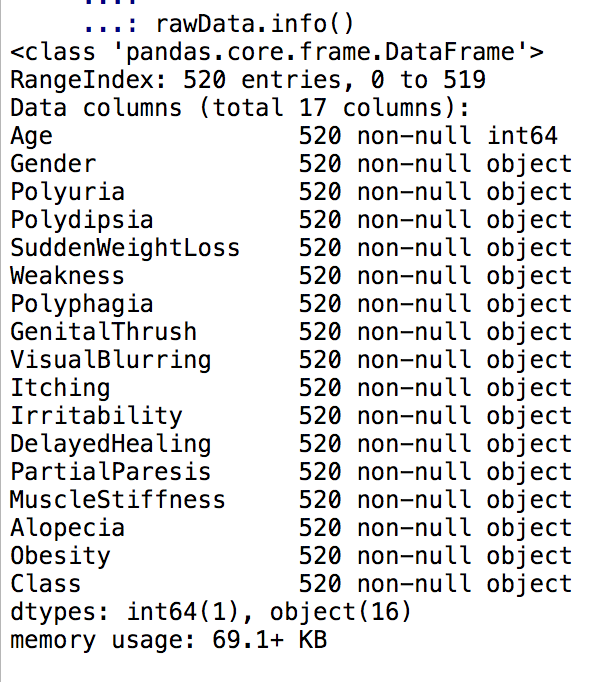 ...:
...: rawData.info()
<class 'pandas.core.frame.DataFrame'>
RangeIndex: 520 entries, 0 to 519
Data columns (total 17 columns):
Age                 520 non-null int64
Gender              520 non-null object
Polyuria            520 non-null object
Polydipsia          520 non-null object
SuddenWeightLoss    520 non-null object
Weakness            520 non-null object
Polyphagia          520 non-null object
GenitalThrush       520 non-null object
VisualBlurring      520 non-null object
Itching             520 non-null object
Irritability        520 non-null object
DelayedHealing      520 non-null object
PartialParesis      520 non-null object
MuscleStiffness     520 non-null object
Alopecia            520 non-null object
Obesity             520 non-null object
Class               520 non-null object
dtypes: int64(1), object(16)
memory usage: 69.1+ KB